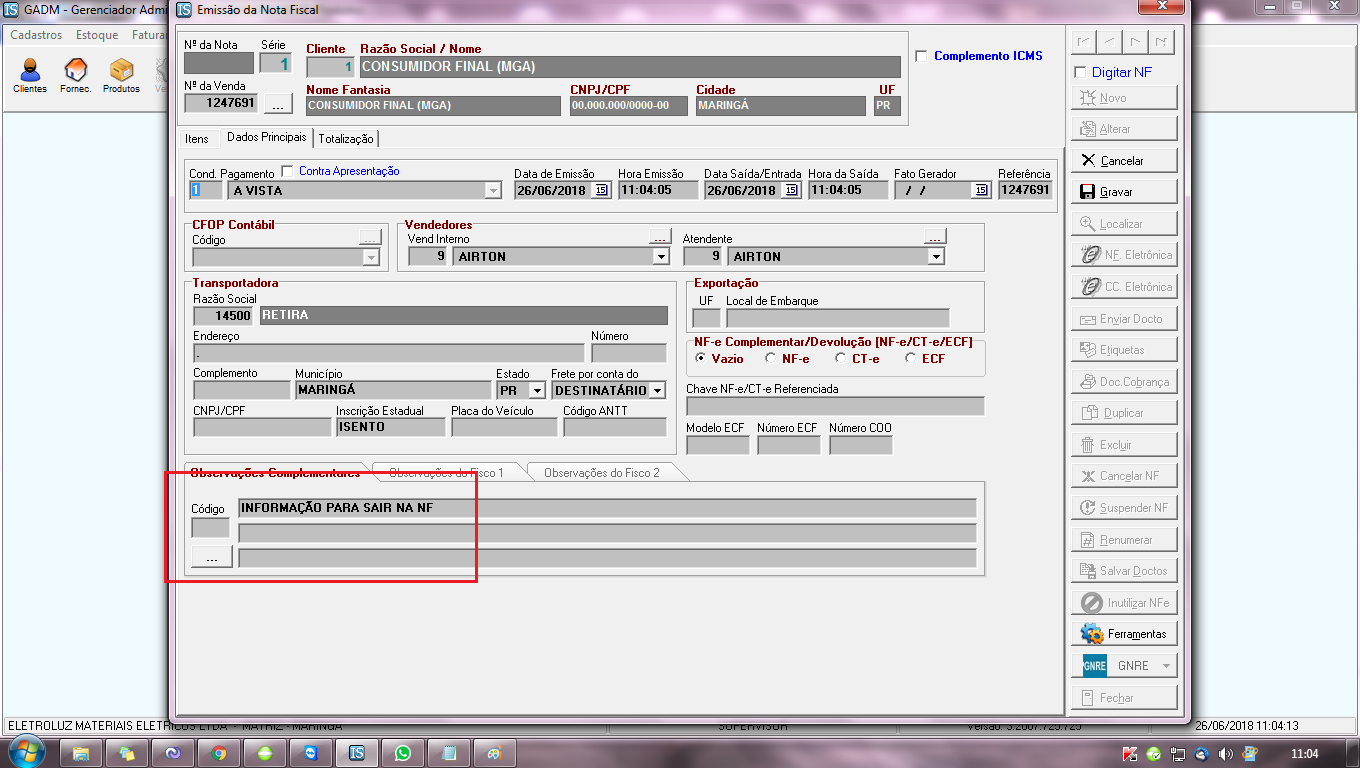 GADM - Gerenciador Admi
Emissão da Nota Fiscal
Cadastros Estoque Fatura
Clientes Fornec. Produtos
Nº da Nota Série Cliente Razão Social / Nome
1 1 CONSUMIDOR FINAL (MGA)
Complemento ICMS
Nº da Venda Nome Fantasia CNPJ/CPF Cidade UF
1247691 ... CONSUMIDOR FINAL (MGA) 00.000.000/0000-00 MARINGÁ PR
Itens Dados Principais Totalização
Cond. Pagamento Contra Apresentação Data de Emissão Hora Emissão Data Saída/Entrada Hora da Saída Fato Gerador Referência
1 A VISTA 26/06/2018 15 11:04:05 26/06/2018 15 11:04:05 / / 15 1247691
CFOP Contábil
Código ...
Vendedores
Vend Interno ... Atendente ...
9 AIRTON 9 AIRTON
Transportadora
Razão Social
14500 RETIRA
Endereço Número
.
Complemento Município Estado Frete por conta do
MARINGÁ PR DESTINATÁRIO
CNPJ/CPF Inscrição Estadual Placa do Veículo Código ANTT
ISENTO
Exportação
UF Local de Embarque
NF-e Complementar/Devolução [NF-e/CT-e/ECF]
Vazio NF-e CT-e ECF
Chave NF-e/CT-e Referenciada
Modelo ECF Número ECF Número COO
Observações Complementares Observações do Fisco 1 Observações do Fisco 2
Código INFORMAÇÃO PARA SAIR NA NF
...
Digitar NF
Novo
Alterar
Cancelar
Gravar
Localizar
NF. Eletrônica
CC. Eletrônica
Enviar Docto
Etiquetas
Doc.Cobrança
Duplicar
Excluir
Cancelar NF
Suspender NF
Renumerar
Salvar Doctos
Inutilizar NFe
Ferramentas
GNRE GNRE
Fechar
ELETROLUZ MATERIAIS ELETRICOS LTDA - MATRIZ - MARINGA SUPERVISOR Versão: 3.2007.725.725 26/06/2018 11:04:13
11:04